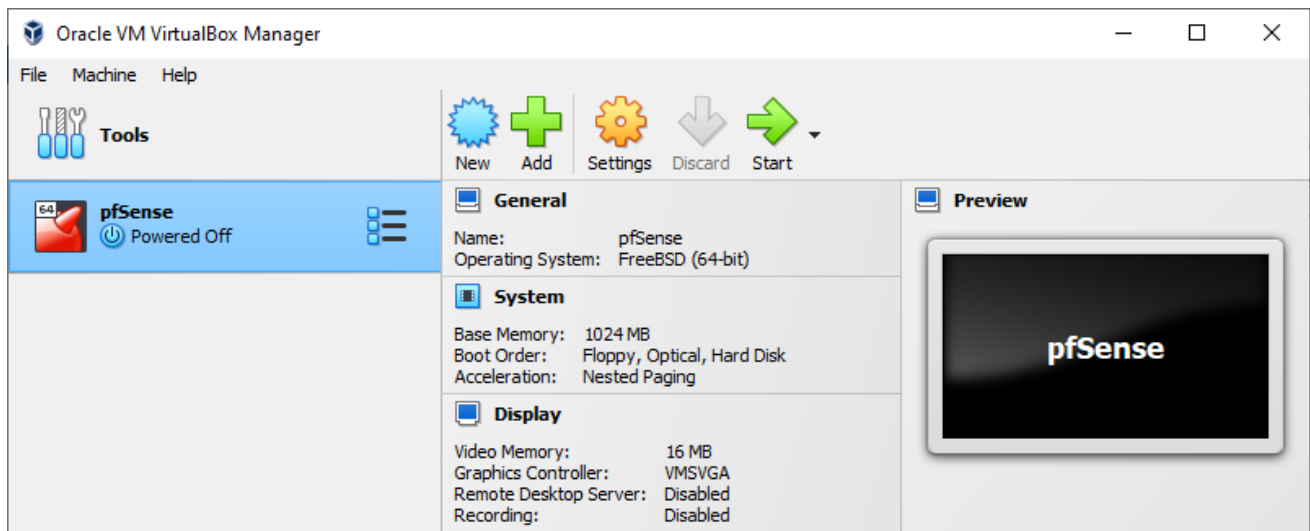 Oracle VM VirtualBox Manager
File Machine Help
Tools
New Add Settings Discard Start
64
pfSense
Powered Off
General
Name: pfSense
Operating System: FreeBSD (64-bit)
System
Base Memory: 1024 MB
Boot Order: Floppy, Optical, Hard Disk
Acceleration: Nested Paging
Display
Video Memory: 16 MB
Graphics Controller: VMSVGA
Remote Desktop Server: Disabled
Recording: Disabled
Preview
pfSense